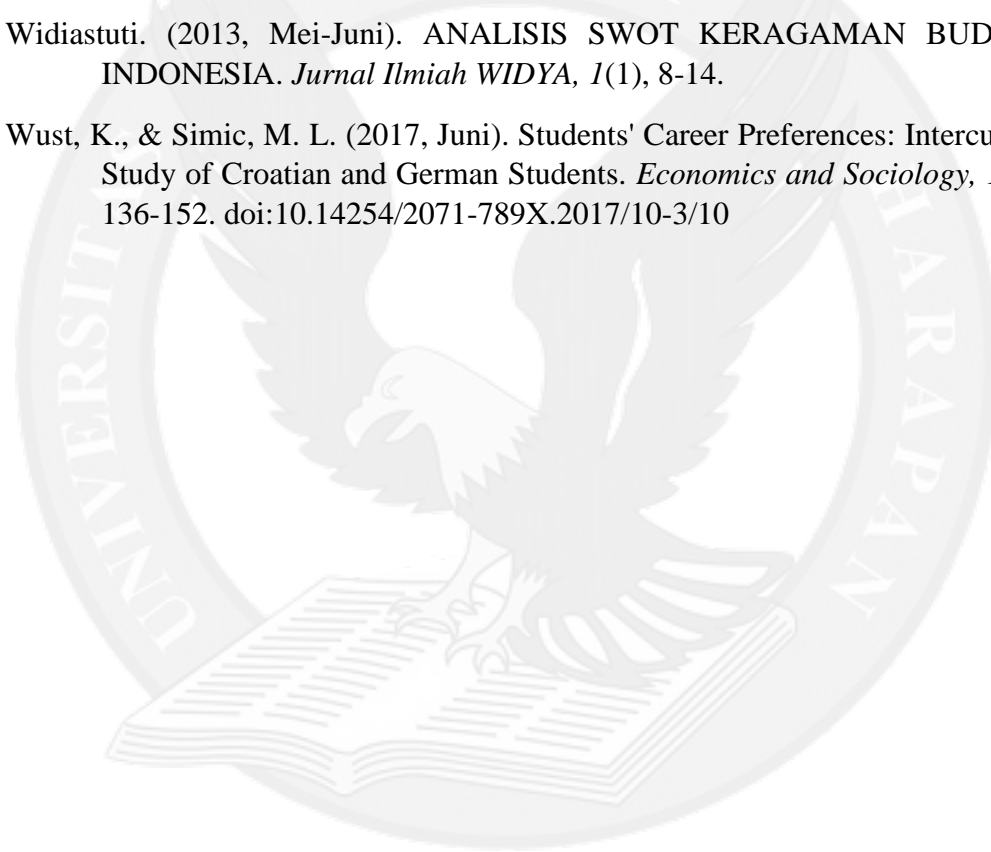 Widiastuti. (2013, Mei-Juni). ANALISIS SWOT KERAGAMAN BUD
INDONESIA. Jurnal Ilmiah WIDYA, 1(1), 8-14.
Wust, K., & Simic, M. L. (2017, Juni). Students' Career Preferences: Intercu
Study of Croatian and German Students. Economics and Sociology,
136-152. doi:10.14254/2071-789X.2017/10-3/10
UNIVERSITA
HARAPAN